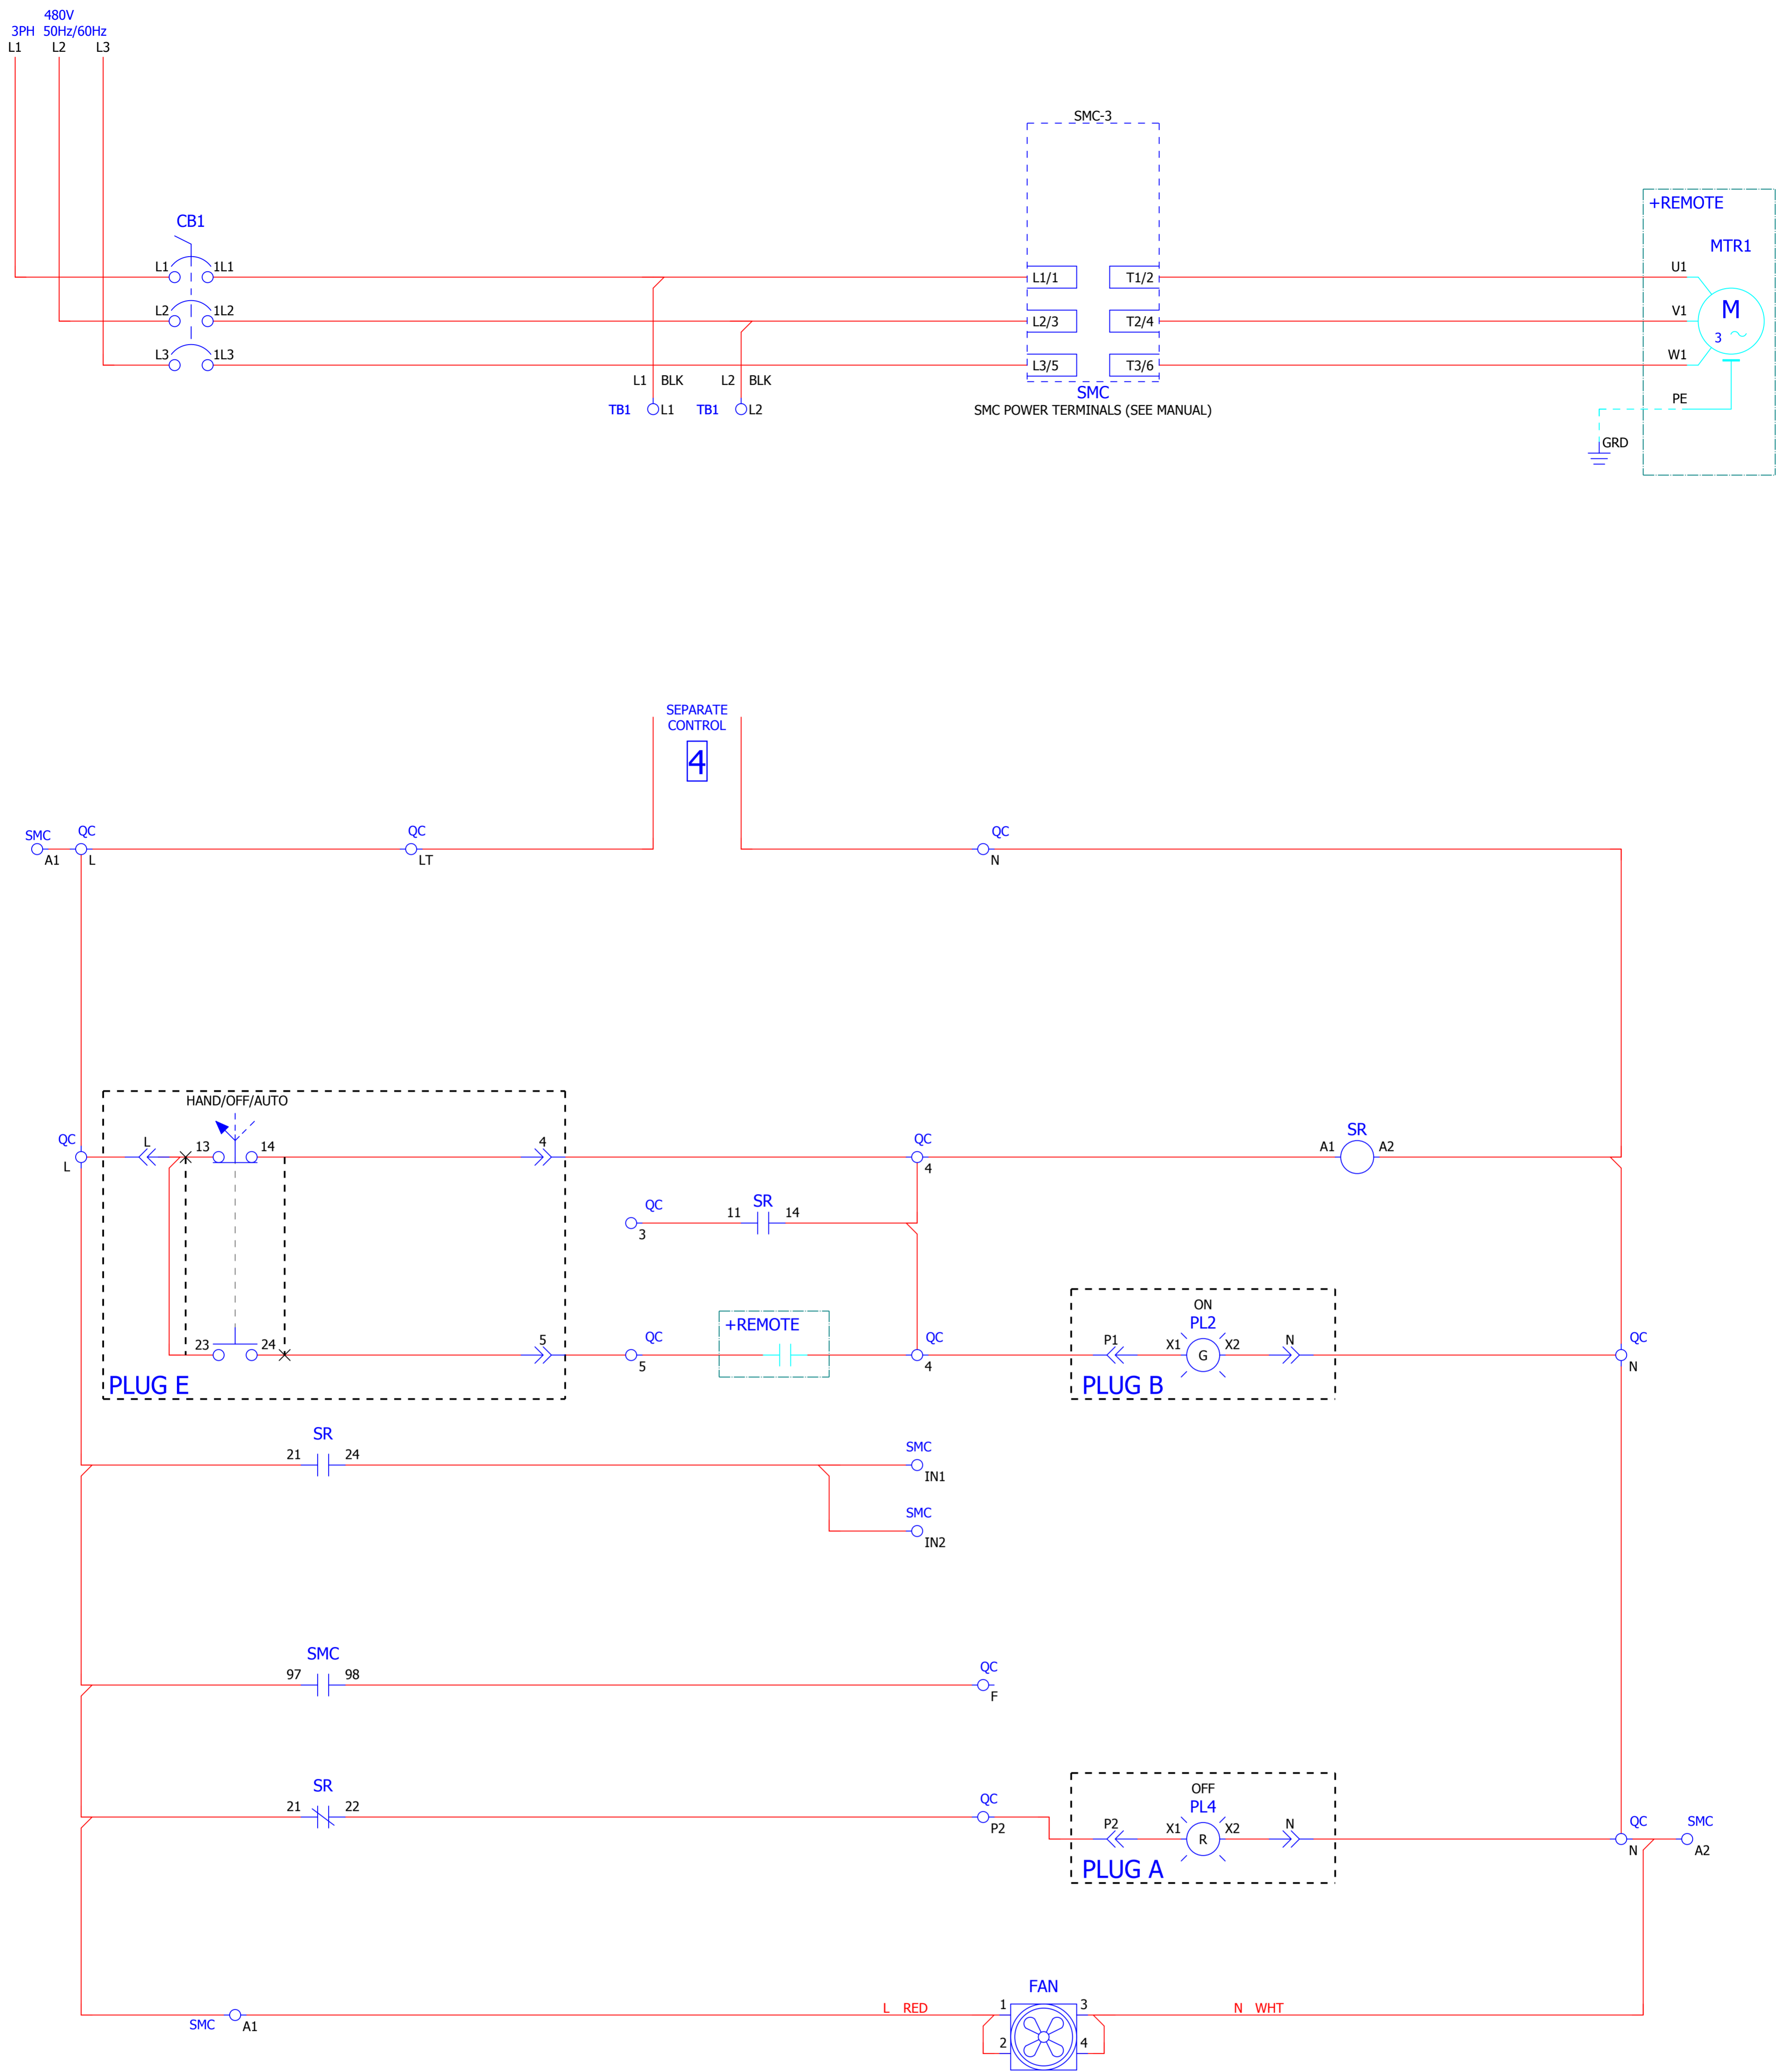 480V
3PH 50Hz/60Hz
L1 L2 L3
SMC-3
+REMOTE
CB1
MTR1
L1 1L1 L1/1 T1/2 U1
L2 1L2 L2/3 T2/4 V1
M
3
L3 1L3 L3/5 T3/6 W1
L1 BLK L2 BLK
TB1 L1 TB1 L2
SMC
SMC POWER TERMINALS (SEE MANUAL)
PE
GRD
SEPARATE
CONTROL
4
SMC QC QC QC
A1 L LT N
HAND/OFF/AUTO
QC L 13 14 4 QC SR
A1 A2
L 4
QC 11 SR 14
3
ON
+REMOTE PL2
23 24 5 QC QC P1 X1 G X2 N QC
5 4 N
PLUG E PLUG B
SR SMC
21 24
IN1
SMC
IN2
SMC QC
97 98
F
SR QC OFF
21 22 PL4
P2 P2 X1 R X2 N QC SMC
N A2
PLUG A
FAN
L RED 1 3 N WHT
SMC A1
2 4